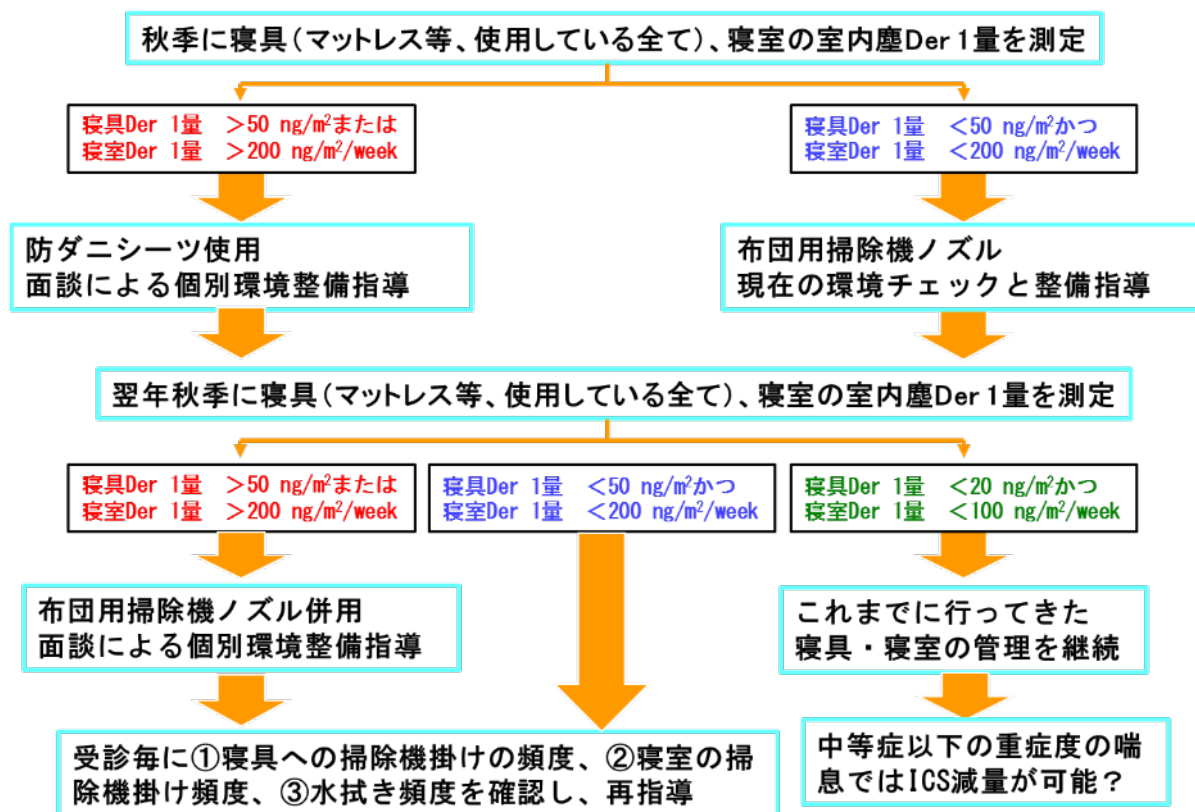 秋季に寝具(マットレス等、使用している全て)、寝室の室内塵Der 1量を測定
寝具Der 1量 >50 ng/m²または
寝室Der 1量 >200 ng/m²/week
寝具Der 1量 <50 ng/m²かつ
寝室Der 1量 <200 ng/m²/week
防ダニシーツ使用
面談による個別環境整備指導
布団用掃除機ノズル
現在の環境チェックと整備指導
翌年秋季に寝具(マットレス等、使用している全て)、寝室の室内塵Der 1量を測定
寝具Der 1量 >50 ng/m²または
寝室Der 1量 >200 ng/m²/week
寝具Der 1量 <50 ng/m²かつ
寝室Der 1量 <200 ng/m²/week
寝具Der 1量 <20 ng/m²かつ
寝室Der 1量 <100 ng/m²/week
布団用掃除機ノズル併用
面談による個別環境整備指導
これまでに行ってきた
寝具・寝室の管理を継続
受診毎に①寝具への掃除機掛けの頻度、②寝室の掃
除機掛け頻度、③水拭き頻度を確認し、再指導
中等症以下の重症度の喘
息ではICS減量が可能?